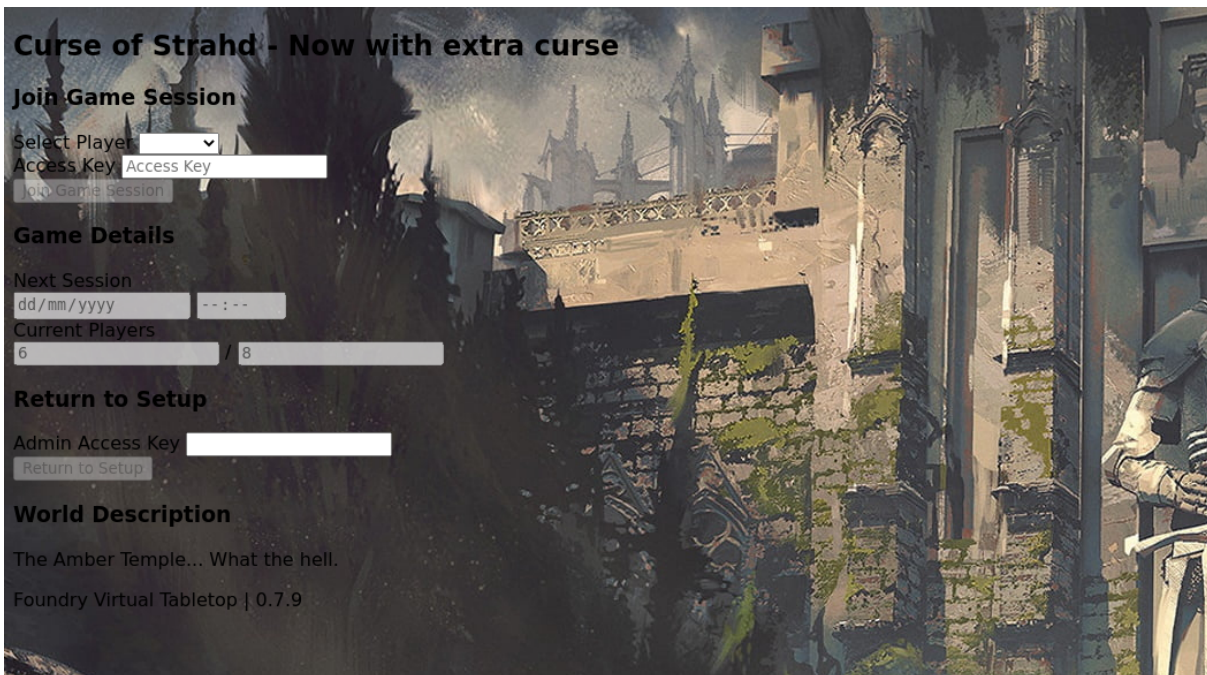 Curse of Strahd - Now with extra curse
Join Game Session
Select Player
Access Key Access Key
Join Game Session
Game Details
Next Session
dd/mm/yyyy --:--
Current Players
6 / 8
Return to Setup
Admin Access Key
Return to Setup
World Description
The Amber Temple... What the hell.
Foundry Virtual Tabletop | 0.7.9